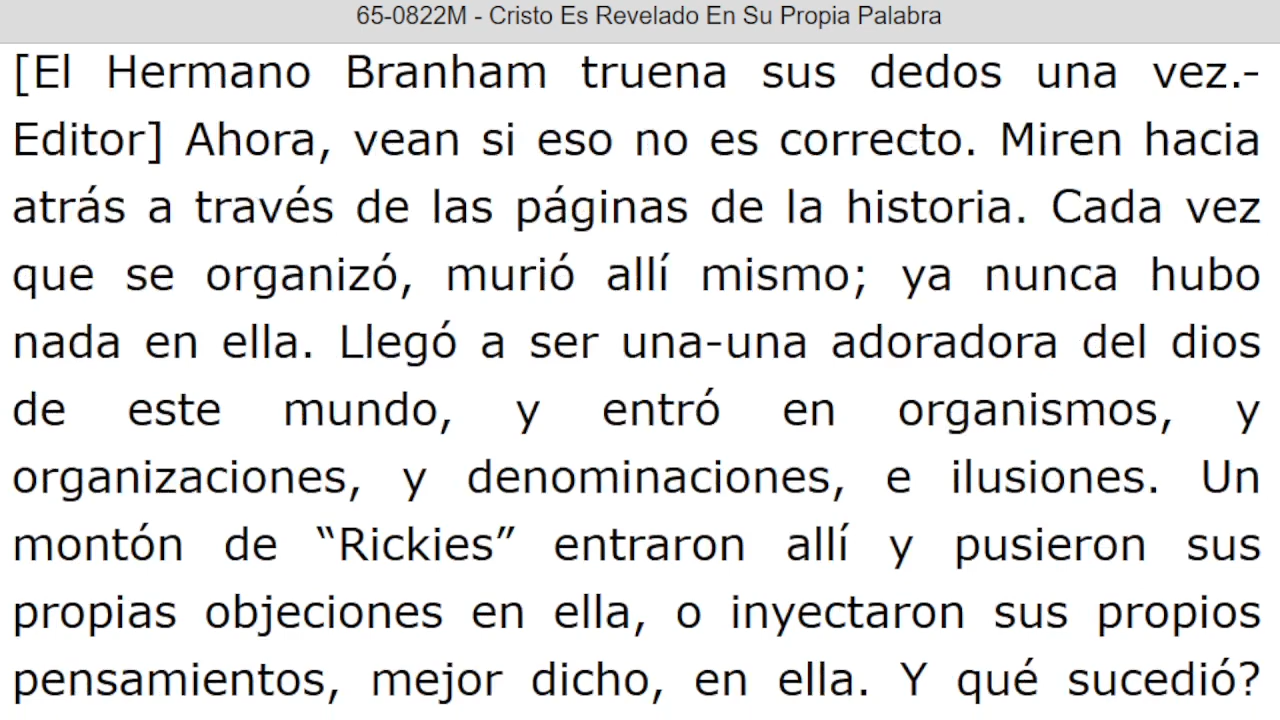 65-0822M - Cristo Es Revelado En Su Propia Palabra
[El Hermano Branham truena sus dedos una vez.-
Editor] Ahora, vean si eso no es correcto. Miren hacia
atrás a través de las páginas de la historia. Cada vez
que se organizó, murió allí mismo; ya nunca hubo
nada en ella. Llegó a ser una-una adoradora del dios
de este mundo, y entró en organismos, y
organizaciones, y denominaciones, e ilusiones. Un
montón de “Rickies” entraron allí y pusieron sus
propias objeciones en ella, o inyectaron sus propios
pensamientos, mejor dicho, en ella. Y qué sucedió?